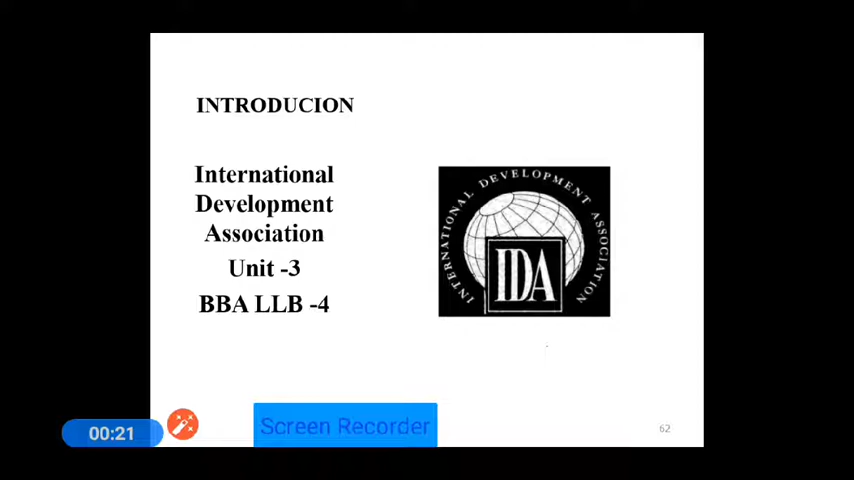 INTRODUCION
International
Development
Association
Unit -3
BBA LLB -4
INTERNATIONAL DEVELOPMENT ASSOCIATION
IDA
00:21
Screen Recorder
62